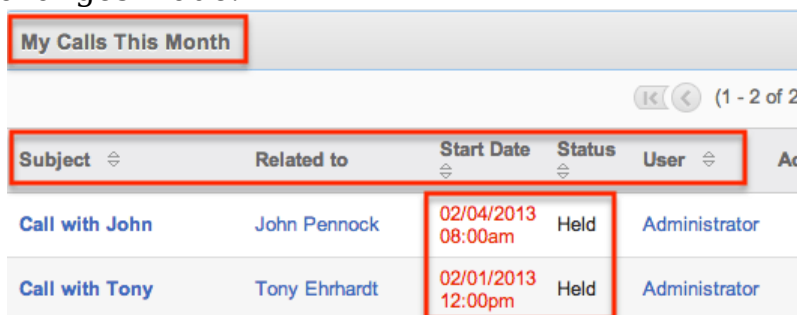 My Calls This Month
(1 - 2 of 2
Subject Related to Start Date Status User
Call with John John Pennock 02/04/2013 08:00am Held Administrator
Call with Tony Tony Ehrhardt 02/01/2013 12:00pm Held Administrator